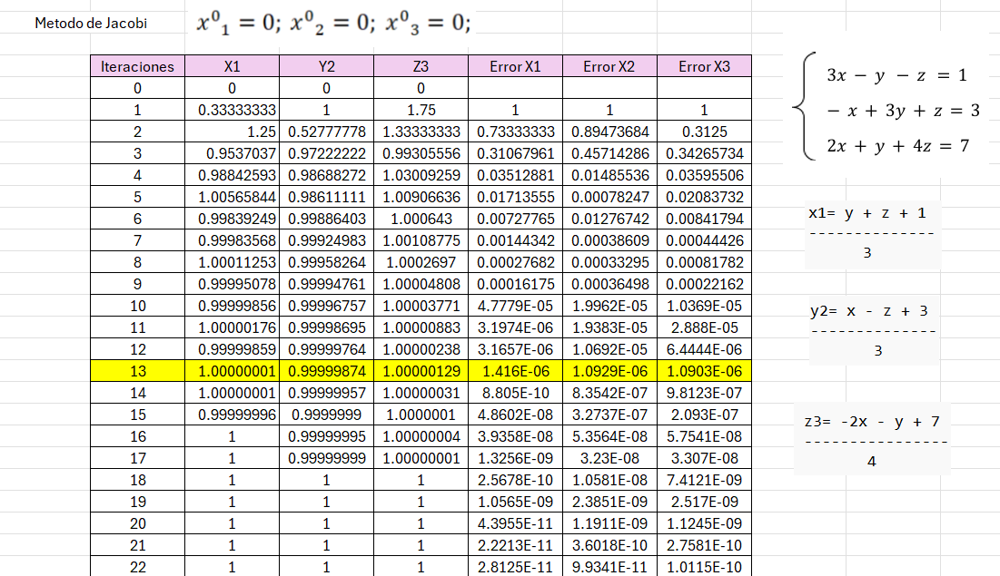 Metodo de Jacobi
x⁰₁ = 0; x⁰₂ = 0; x⁰₃ = 0;
Iteraciones X1 Y2 Z3 Error X1 Error X2 Error X3
0 0 0 0
1 0.33333333 1 1.75 1 1 1
2 1.25 0.52777778 1.33333333 0.73333333 0.89473684 0.3125
3 0.9537037 0.97222222 0.99305556 0.31067961 0.45714286 0.34265734
4 0.98842593 0.98688272 1.03009259 0.03512881 0.01485536 0.03595506
5 1.00565844 0.98611111 1.00906636 0.01713555 0.00078247 0.02083732
6 0.99839249 0.99886403 1.000643 0.00727765 0.01276742 0.00841794
7 0.99983568 0.99924983 1.00108775 0.00144342 0.00038609 0.00044426
8 1.00011253 0.99958264 1.0002697 0.00027682 0.00033295 0.00081782
9 0.99995078 0.99994761 1.00004808 0.00016175 0.00036498 0.00022162
10 0.99999856 0.99996757 1.00003771 4.7779E-05 1.9962E-05 1.0369E-05
11 1.00000176 0.99998695 1.00000883 3.1974E-06 1.9383E-05 2.888E-05
12 0.99999859 0.99999764 1.00000238 3.1657E-06 1.0692E-05 6.4444E-06
13 1.00000001 0.99999874 1.00000129 1.416E-06 1.0929E-06 1.0903E-06
14 1.00000001 0.99999957 1.00000031 8.805E-10 8.3542E-07 9.8123E-07
15 0.99999996 0.9999999 1.0000001 4.8602E-08 3.2737E-07 2.093E-07
16 1 0.99999995 1.00000004 3.9358E-08 5.3564E-08 5.7541E-08
17 1 0.99999999 1.00000001 1.3256E-09 3.23E-08 3.307E-08
18 1 1 1 2.5678E-10 1.0581E-08 7.4121E-09
19 1 1 1 1.0565E-09 2.3851E-09 2.517E-09
20 1 1 1 4.3955E-11 1.1911E-09 1.1245E-09
21 1 1 1 2.2213E-11 3.6018E-10 2.7581E-10
22 1 1 1 2.8125E-11 9.9341E-11 1.0115E-10
3x − y − z = 1
− x + 3y + z = 3
2x + y + 4z = 7
x1= y + z + 1
--------------
3
y2= x - z + 3
--------------
3
z3= -2x - y + 7
----------------
4